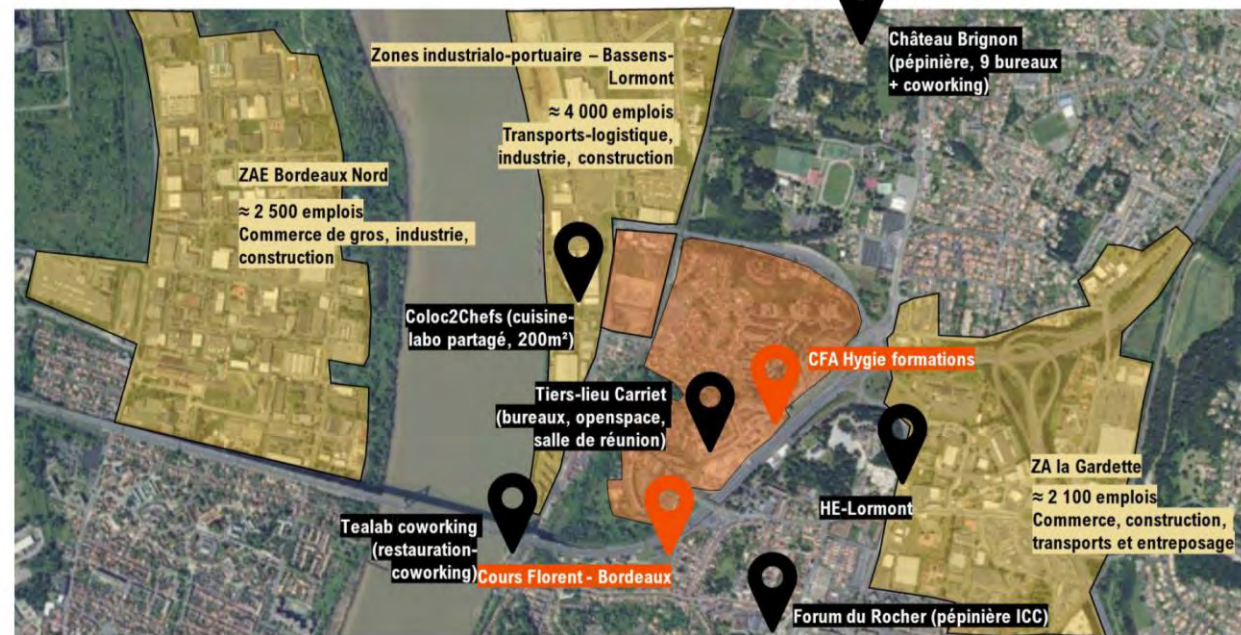 Château Brignon
(pépinière, 9 bureaux
+ coworking)
Zones industrialo-portuaire – Bassens-
Lormont
≈ 4 000 emplois
Transports-logistique,
industrie, construction
ZAE Bordeaux Nord
≈ 2 500 emplois
Commerce de gros, industrie,
construction
Coloc2Chefs (cuisine-
labo partagé, 200m²)
CFA Hygie formations
Tiers-lieu Carriet
(bureaux, openspace,
salle de réunion)
ZA la Gardette
≈ 2 100 emplois
Commerce, construction,
transports et entreposage
HE-Lormont
Tealab coworking
(restauration-
coworking)
Cours Florent - Bordeaux
Forum du Rocher (pépinière ICC)